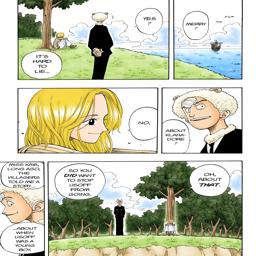 MERRY?
YES?
IT'S
HARD
TO
LIE...
ABOUT
KLAHA-
DORE?
NO,
OH,
ABOUT
THAT.
SO YOU
DID WANT
TO STOP
USOPP
FROM
GOING.
MISS KAYA,
LONG AGO,
THE
VILLAGERS
TOLD ME A
STORY...
...ABOUT
WHEN
USOPP
WAS A
YOUNG
BOY.